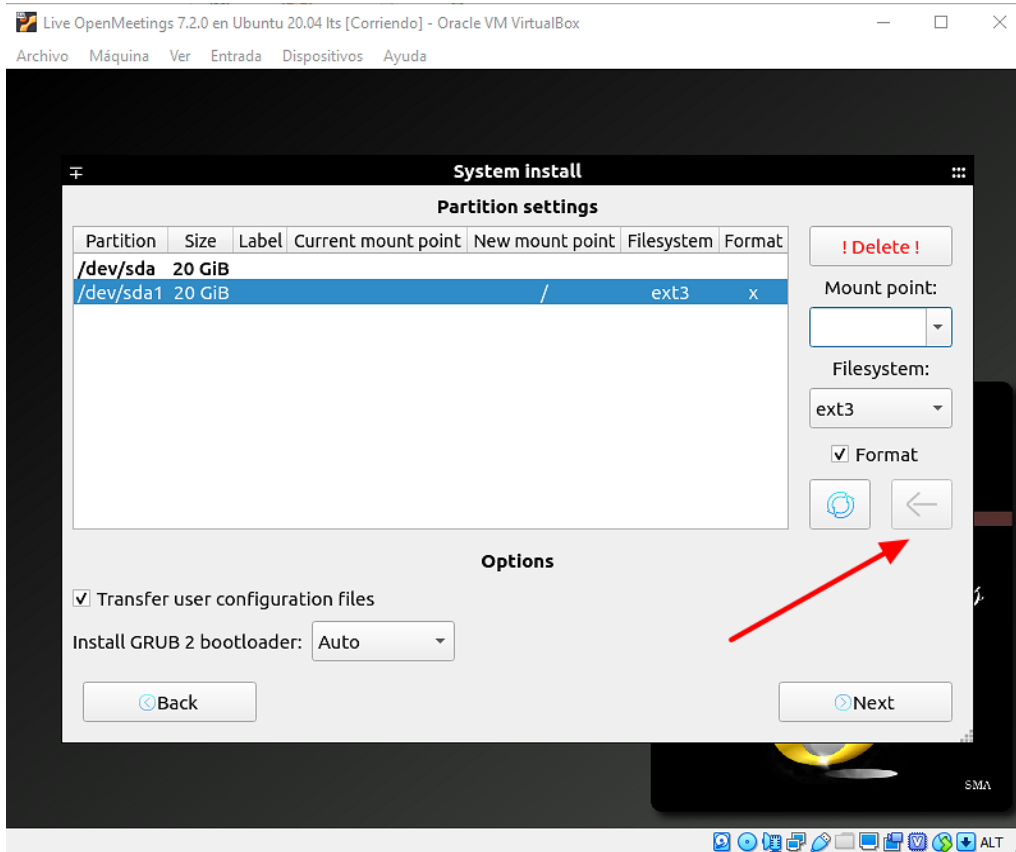 Live OpenMeetings 7.2.0 en Ubuntu 20.04 lts [Corriendo] - Oracle VM VirtualBox
Archivo Máquina Ver Entrada Dispositivos Ayuda
System install
Partition settings
Partition Size Label Current mount point New mount point Filesystem Format
/dev/sda 20 GiB
/dev/sda1 20 GiB / ext3 x
! Delete !
Mount point:
Filesystem:
ext3
Format
Options
Transfer user configuration files
Install GRUB 2 bootloader: Auto
Back
Next
SMA
ALT